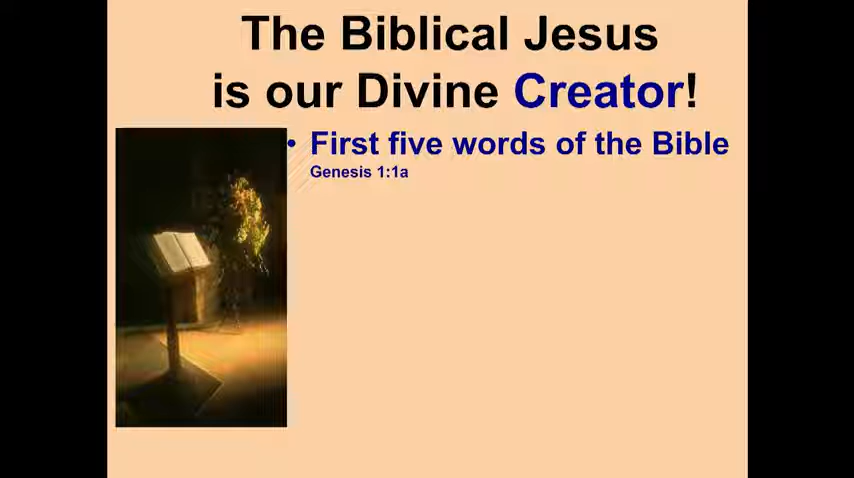 The Biblical Jesus
is our Divine Creator!
• First five words of the Bible
Genesis 1:1a